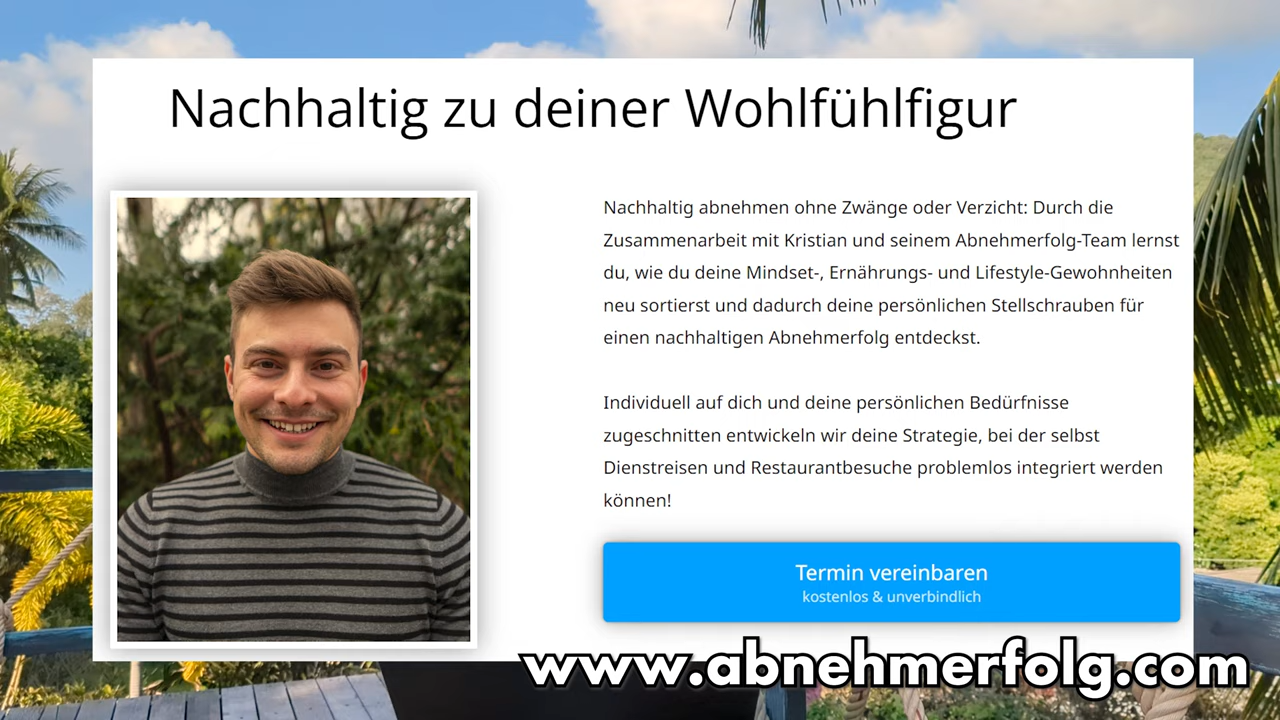 Nachhaltig zu deiner Wohlfühlfigur
Nachhaltig abnehmen ohne Zwänge oder Verzicht: Durch die
Zusammenarbeit mit Kristian und seinem Abnehmerfolg-Team lernst
du, wie du deine Mindset-, Ernährungs- und Lifestyle-Gewohnheiten
neu sortierst und dadurch deine persönlichen Stellschrauben für
einen nachhaltigen Abnehmerfolg entdeckst.
Individuell auf dich und deine persönlichen Bedürfnisse
zugeschnitten entwickeln wir deine Strategie, bei der selbst
Dienstreisen und Restaurantbesuche problemlos integriert werden
können!
Termin vereinbaren
kostenlos & unverbindlich
www.abnehmerfolg.com